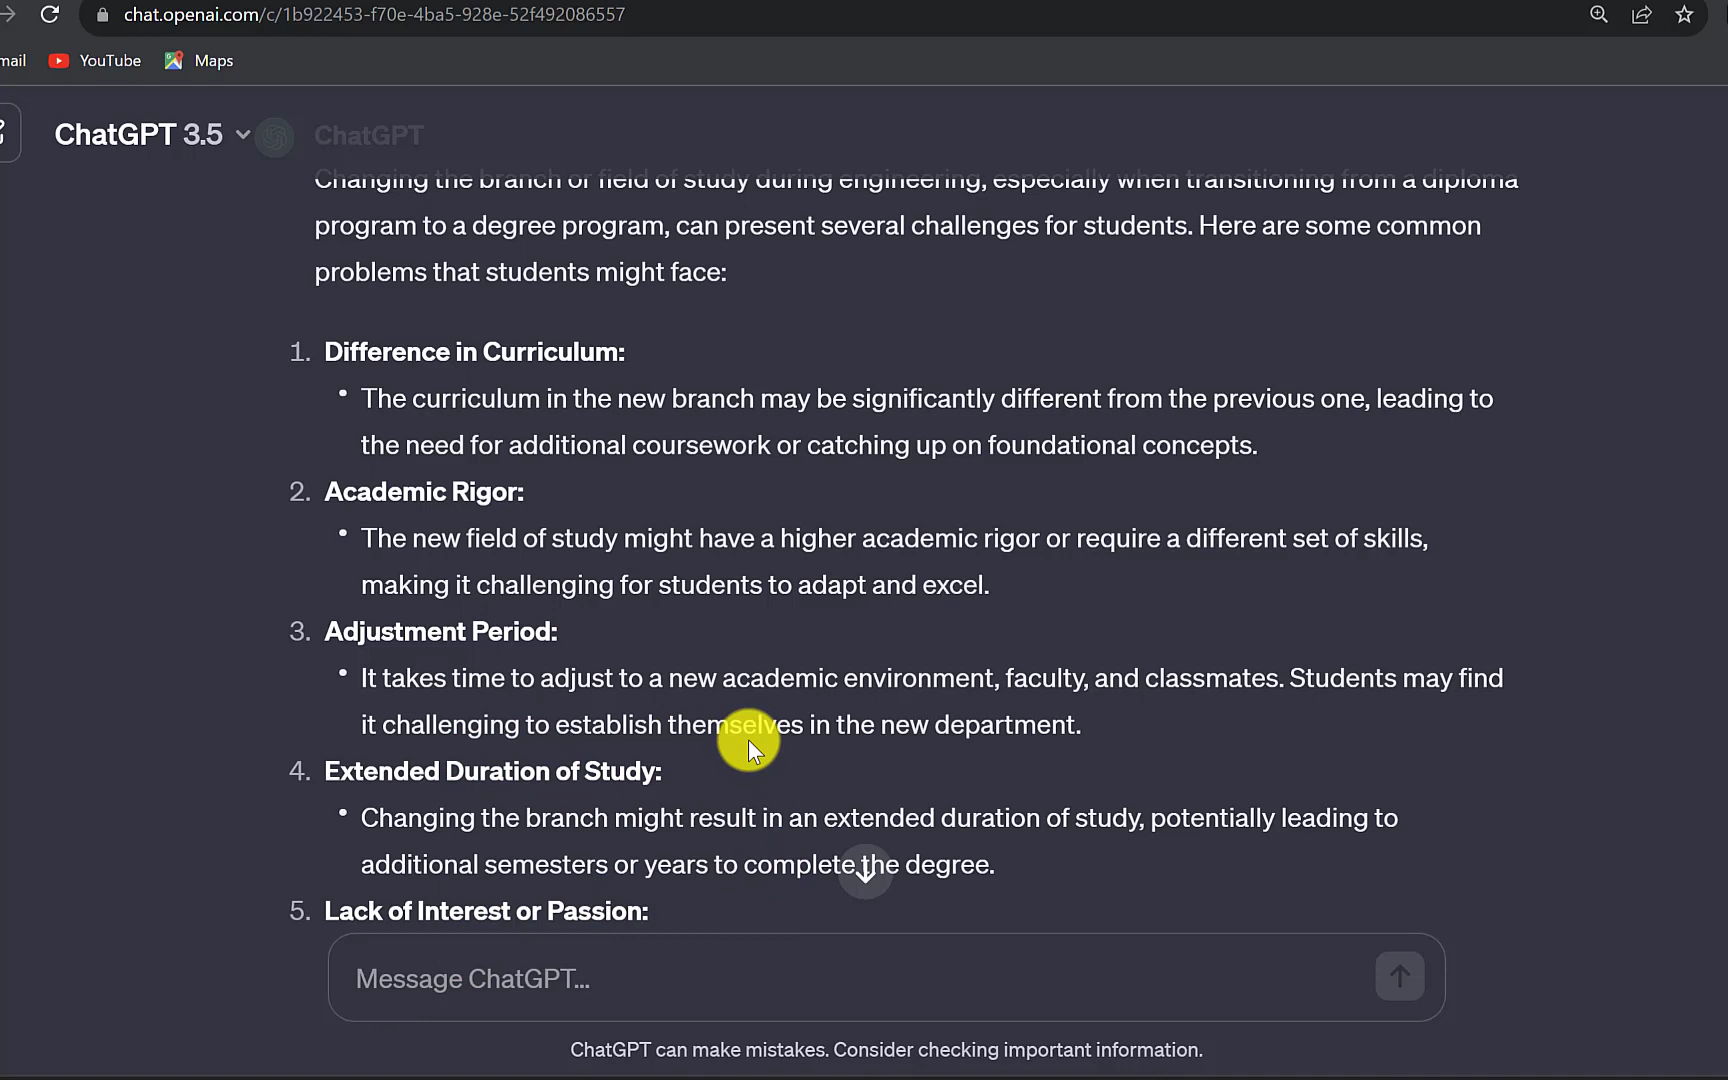 chat.openai.com/c/1b922453-f70e-4ba5-928e-52f492086557
mail YouTube Maps
ChatGPT 3.5 ChatGPT
Changing the branch or field of study during engineering, especially when transitioning from a diploma
program to a degree program, can present several challenges for students. Here are some common
problems that students might face:
1. Difference in Curriculum:
• The curriculum in the new branch may be significantly different from the previous one, leading to
the need for additional coursework or catching up on foundational concepts.
2. Academic Rigor:
• The new field of study might have a higher academic rigor or require a different set of skills,
making it challenging for students to adapt and excel.
3. Adjustment Period:
• It takes time to adjust to a new academic environment, faculty, and classmates. Students may find
it challenging to establish themselves in the new department.
4. Extended Duration of Study:
• Changing the branch might result in an extended duration of study, potentially leading to
additional semesters or years to complete the degree.
5. Lack of Interest or Passion:
Message ChatGPT...
ChatGPT can make mistakes. Consider checking important information.